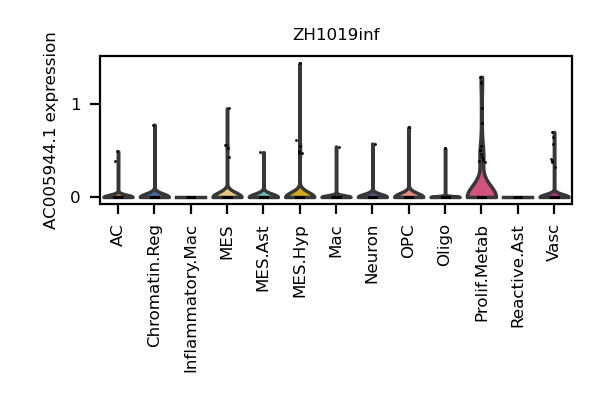 ZH1019inf
AC005944.1 expression
1
0
AC
Chromatin.Reg
Inflammatory.Mac
MES
MES.Ast
MES.Hyp
Mac
Neuron
OPC
Oligo
Prolif.Metab
Reactive.Ast
Vasc